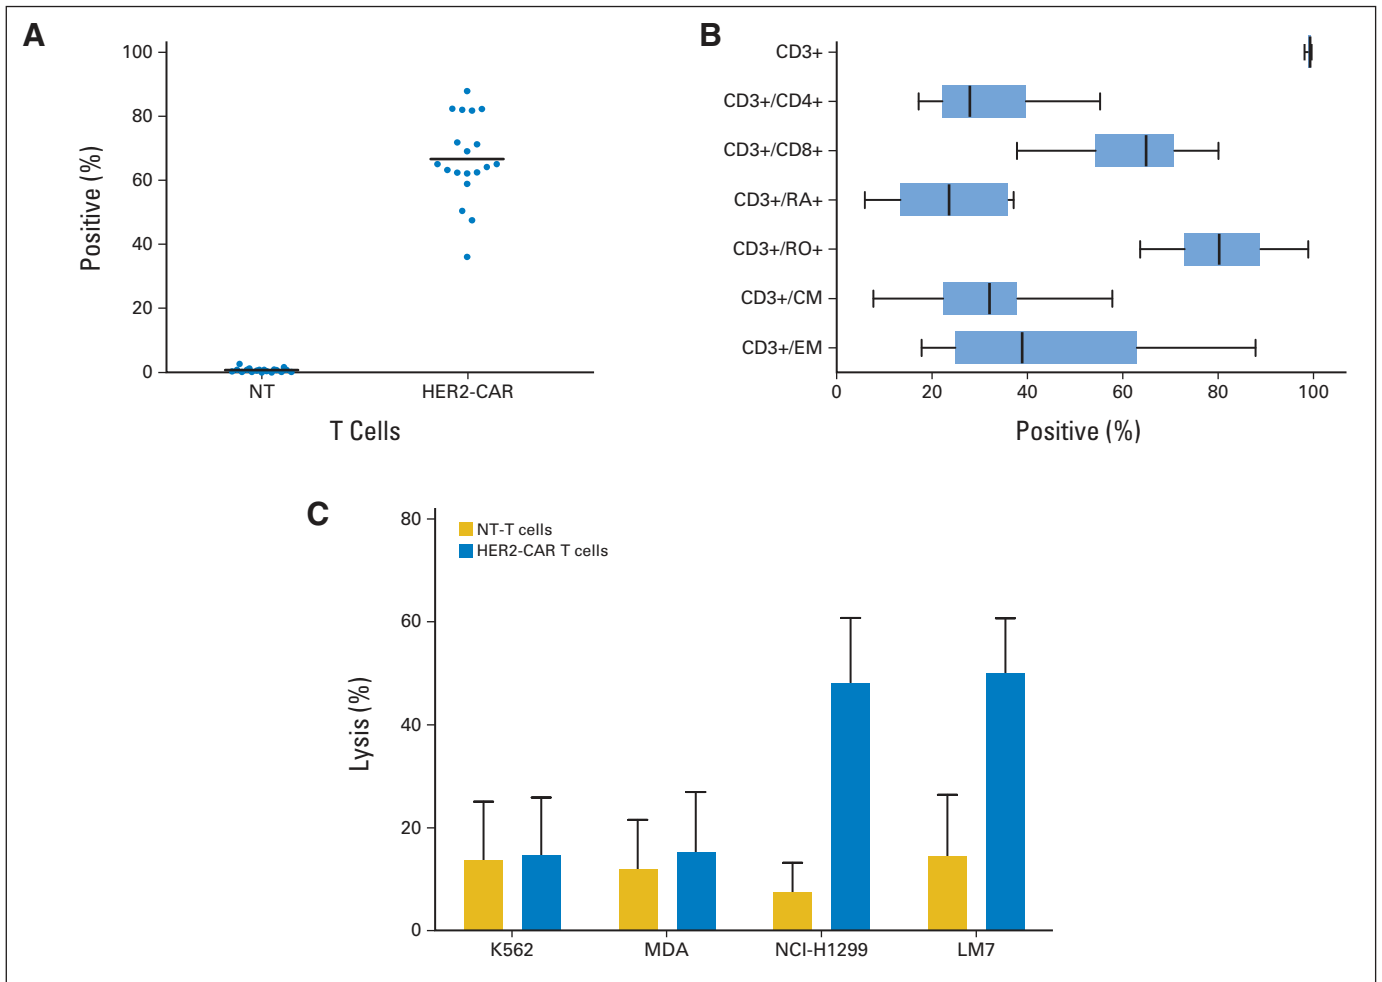 A
100
80
60
40
20
0
Positive (%)
NT
HER2-CAR
T Cells
B
CD3+
CD3+/CD4+
CD3+/CD8+
CD3+/RA+
CD3+/RO+
CD3+/CM
CD3+/EM
0 20 40 60 80 100
Positive (%)
C
80
60
40
20
0
Lysis (%)
NT-T cells
HER2-CAR T cells
K562 MDA NCI-H1299 LM7